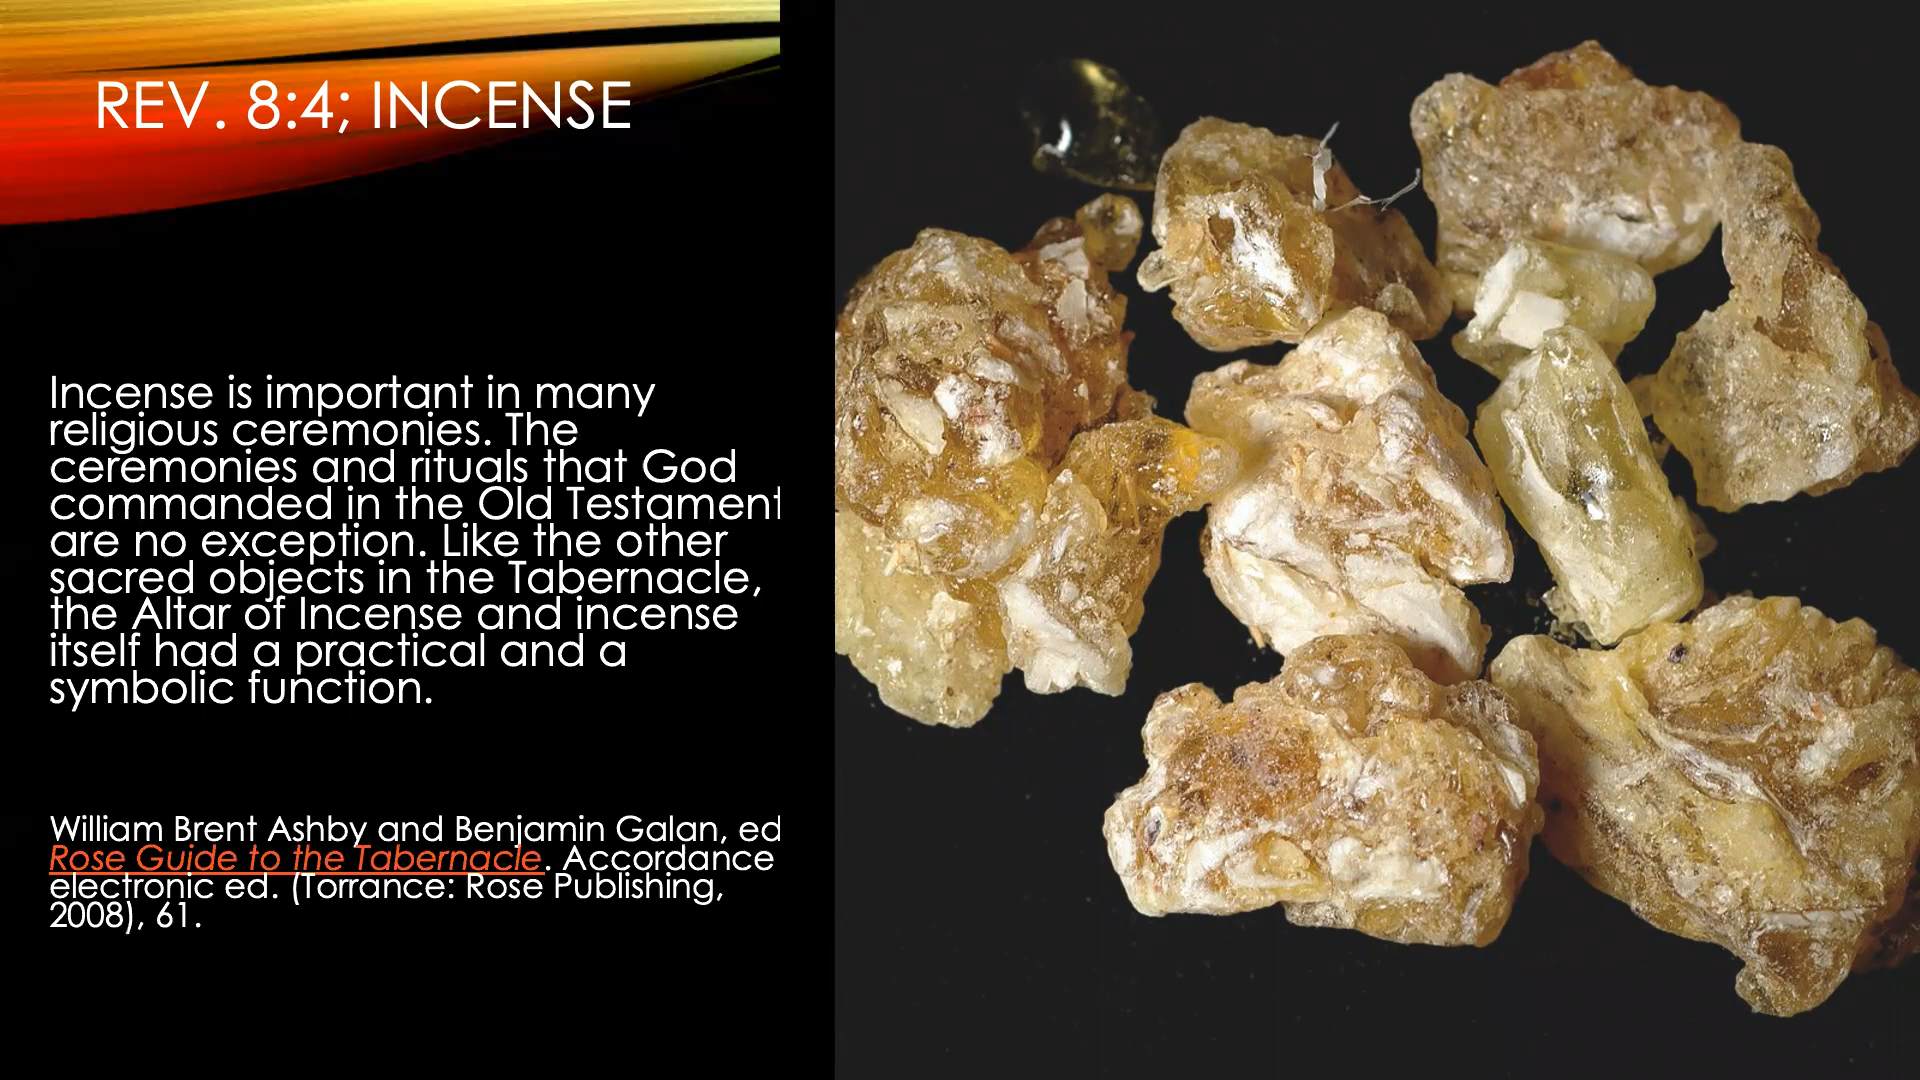 REV. 8:4; INCENSE
Incense is important in many
religious ceremonies. The
ceremonies and rituals that God
commanded in the Old Testament
are no exception. Like the other
sacred objects in the Tabernacle,
the Altar of Incense and incense
itself had a practical and a
symbolic function.
William Brent Ashby and Benjamin Galan, ed
Rose Guide to the Tabernacle. Accordance
electronic ed. (Torrance: Rose Publishing,
2008), 61.